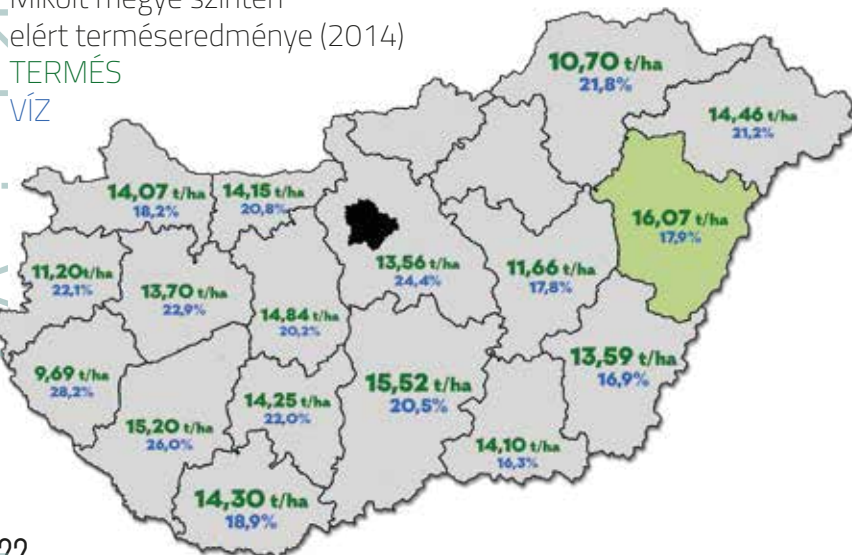 Mikolt megye szinten
elért terméseredménye (2014)
TERMÉS
VÍZ
10,70 t/ha
21,8%
14,46 t/ha
21,2%
14,07 t/ha
18,2%
14,15 t/ha
20,8%
16,07 t/ha
17,9%
11,20t/ha
22,1%
13,70 t/ha
22,9%
13,56 t/ha
24,4%
11,66 t/ha
17,8%
14,84 t/ha
20,2%
9,69 t/ha
28,2%
15,20 t/ha
26,0%
14,25 t/ha
22,0%
15,52 t/ha
20,5%
13,59 t/ha
16,9%
14,10 t/ha
16,3%
14,30 t/ha
18,9%
22